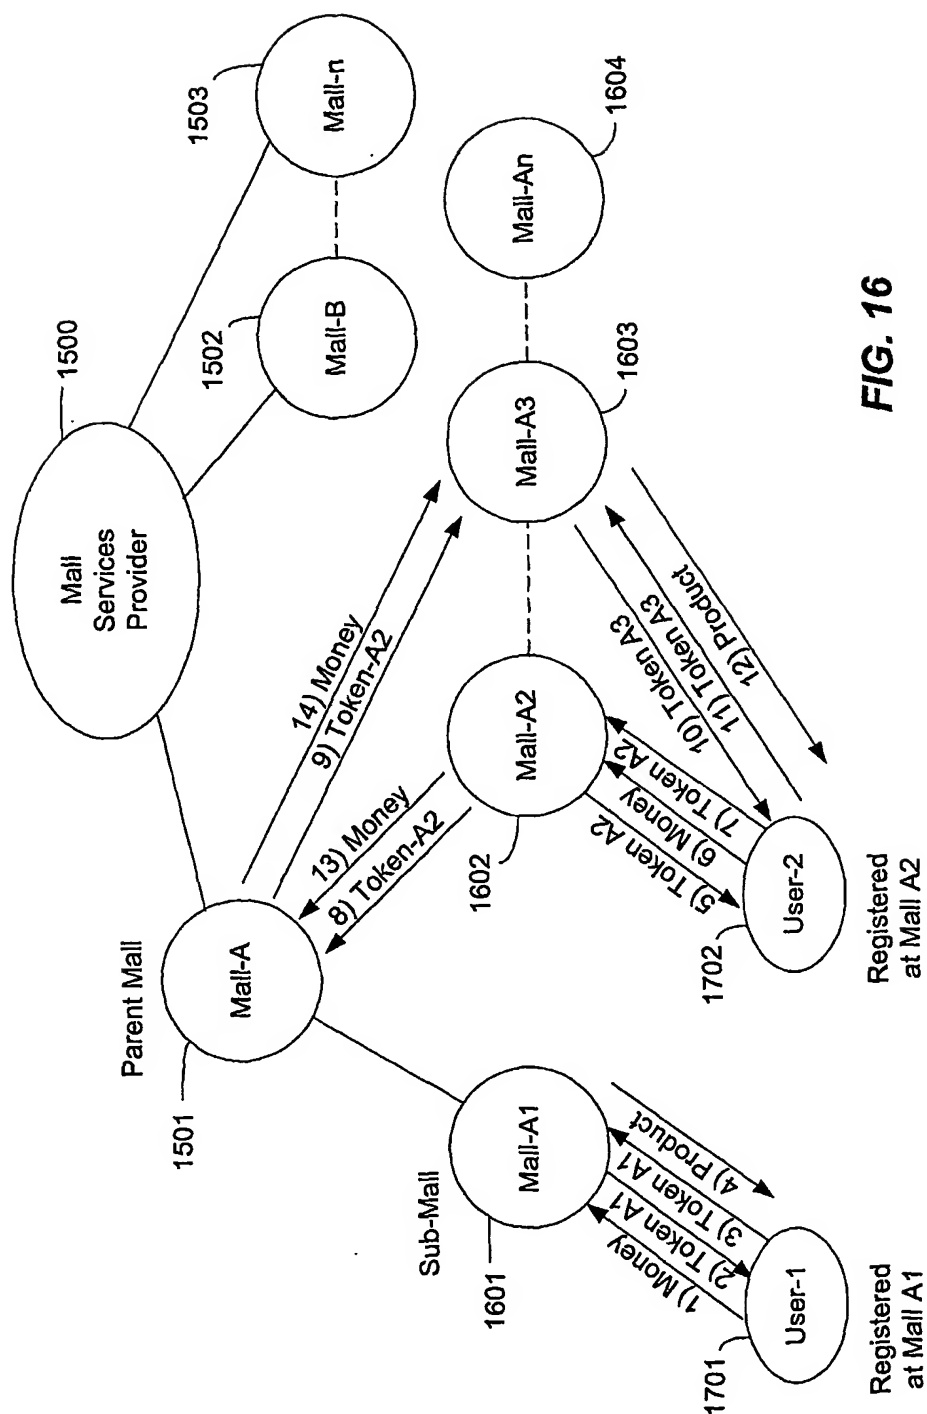 1500
Mall
Services
Provider
1503
Mall-n
1502
Mall-B
Parent Mall
1501
Mall-A
14) Money
9) Token-A2
13) Money
8) Token-A2
Sub-Mall
1601
Mall-A1
1602
Mall-A2
Mall-A3
1603
Mall-An
1604
1) Money
2) Token A1
3) Token A1
4) Product
5) Token A2
6) Money
7) Token A2
10) Token A3
11) Token A3
12) Product
1701
User-1
Registered
at Mall A1
1702
User-2
Registered
at Mall A2
FIG. 16